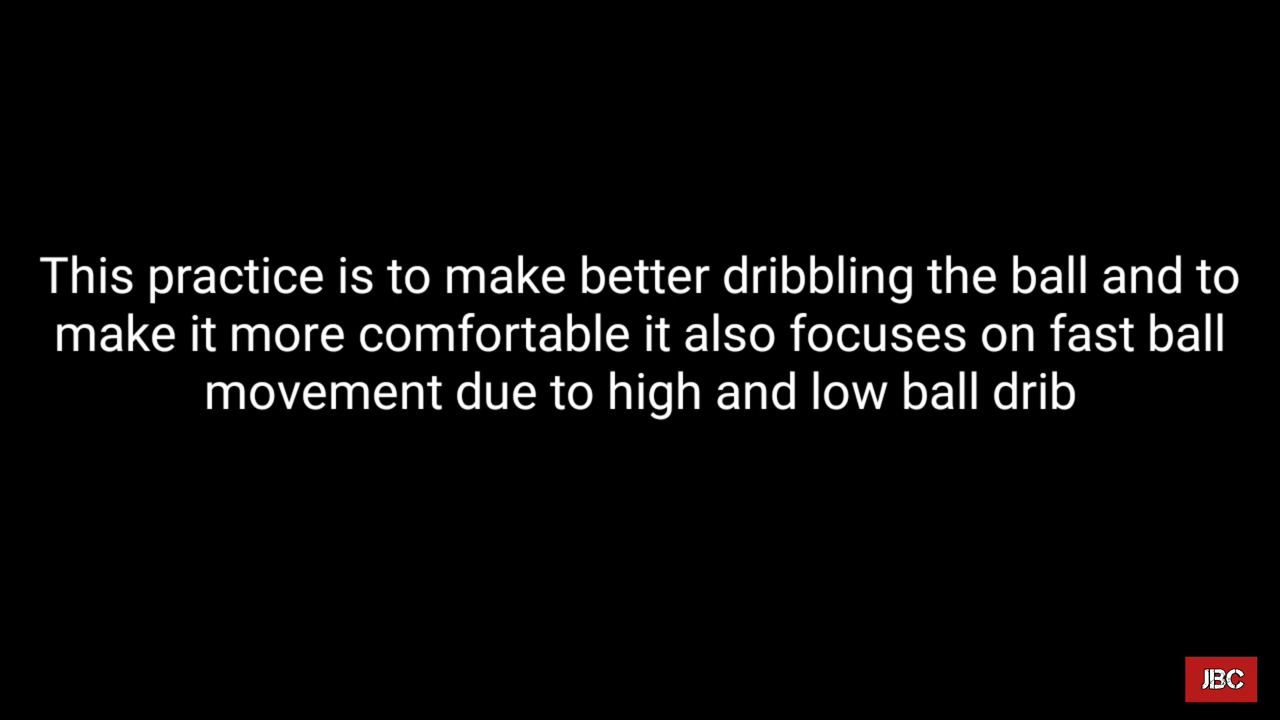 This practice is to make better dribbling the ball and to
make it more comfortable it also focuses on fast ball
movement due to high and low ball drib
JBC